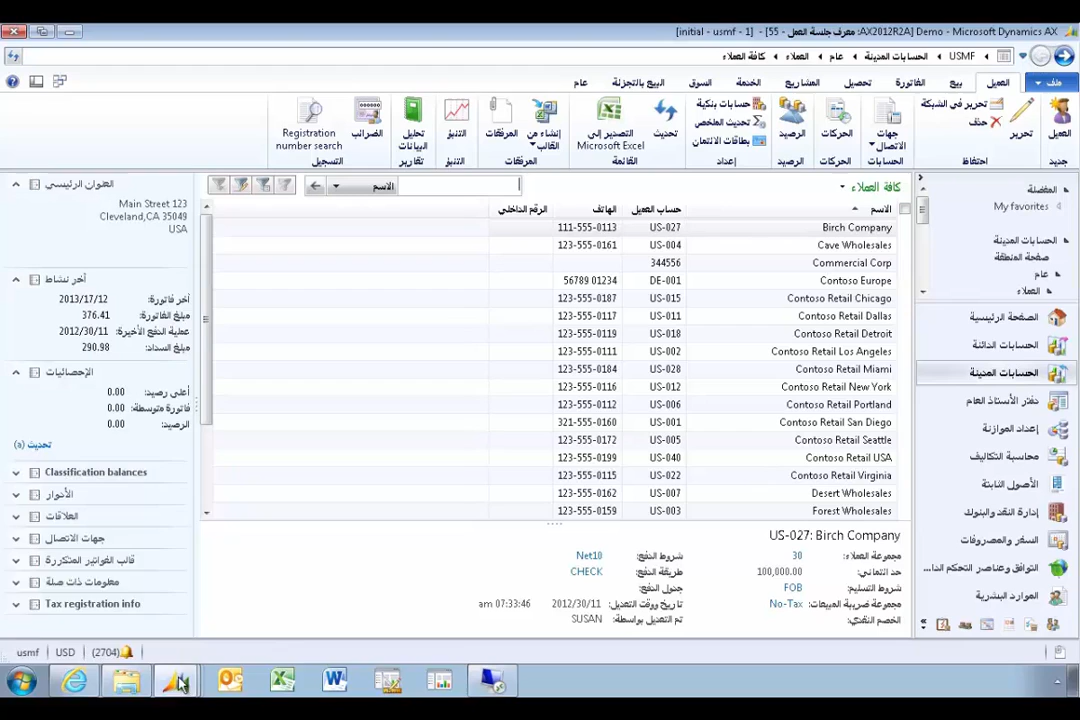 [initial - usmf - 1] - [55 - معرف جلسة العمل :AX2012R2A] Demo - Microsoft Dynamics AX
USMF ◂ الحسابات المدينة ◂ عام ◂ العملاء ◂ كافة العملاء
ملف
العميل
بيع
الفاتورة
تحصيل
المشاريع
الخدمة
السوق
البيع بالتجزئة
عام
العميل
جديد
تحرير
تحرير في الشبكة
حذف
احتفاظ
جهات الاتصال
الحسابات
الحركات
الحركات
الرصيد
الرصيد
حسابات بنكية
تحديث الملخص
بطاقات الائتمان
إعداد
تحديث
التصدير إلى Microsoft Excel
القائمة
إنشاء من القالب
المرفقات
المرفقات
التنبؤ
التنبؤ
تحليل البيانات
تقارير
الضرائب
Registration number search
التسجيل
المفضلة
My favorites
الحسابات المدينة
صفحة المنطقة
عام
العملاء
الصفحة الرئيسية
الحسابات الدائنة
الحسابات المدينة
دفتر الأستاذ العام
إعداد الموازنة
محاسبة التكاليف
الأصول الثابتة
إدارة النقد والبنوك
السفر والمصروفات
التوافق وعناصر التحكم الدا...
الموارد البشرية
كافة العملاء
الاسم
الاسم حساب العميل الهاتف الرقم الداخلي
Birch Company US-027 111-555-0113
Cave Wholesales US-004 123-555-0161
Commercial Corp 344556
Contoso Europe DE-001 56789 01234
Contoso Retail Chicago US-015 123-555-0187
Contoso Retail Dallas US-011 123-555-0117
Contoso Retail Detroit US-018 123-555-0119
Contoso Retail Los Angeles US-002 123-555-0111
Contoso Retail Miami US-028 123-555-0184
Contoso Retail New York US-012 123-555-0116
Contoso Retail Portland US-006 123-555-0112
Contoso Retail San Diego US-001 321-555-0160
Contoso Retail Seattle US-005 123-555-0172
Contoso Retail USA US-040 123-555-0199
Contoso Retail Virginia US-022 123-555-0115
Desert Wholesales US-007 123-555-0162
Forest Wholesales US-003 123-555-0159
US-027: Birch Company
مجموعة العملاء: 30
حد ائتماني: 100,000.00
شروط التسليم: FOB
مجموعة ضريبة المبيعات: No-Tax
الخصم النقدي:
شروط الدفع: Net10
طريقة الدفع: CHECK
جدول الدفع:
تاريخ ووقت التعديل: 2012/30/11 am 07:33:46
تم التعديل بواسطة: SUSAN
العنوان الرئيسي
Main Street 123
Cleveland,CA 35049
USA
آخر نشاط
آخر فاتورة: 2013/17/12
مبلغ الفاتورة: 376.41
عملية الدفع الأخيرة: 2012/30/11
مبلغ السداد: 290.98
الإحصائيات
أعلى رصيد: 0.00
فاتورة متوسطة: 0.00
الرصيد: 0.00
تحديث (a)
Classification balances
الأدوار
العلاقات
جهات الاتصال
قالب الفواتير المتكررة
معلومات ذات صلة
Tax registration info
usmf USD (2704)